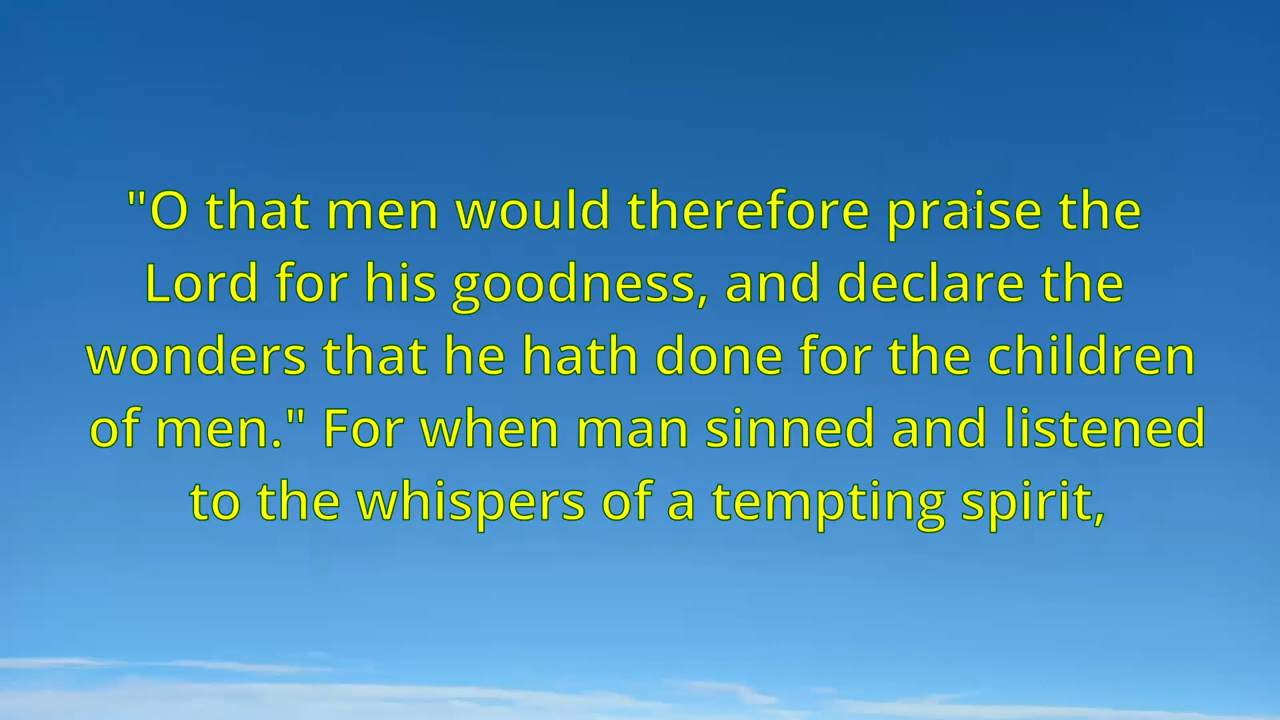 "O that men would therefore praise the
Lord for his goodness, and declare the
wonders that he hath done for the children
of men." For when man sinned and listened
to the whispers of a tempting spirit,